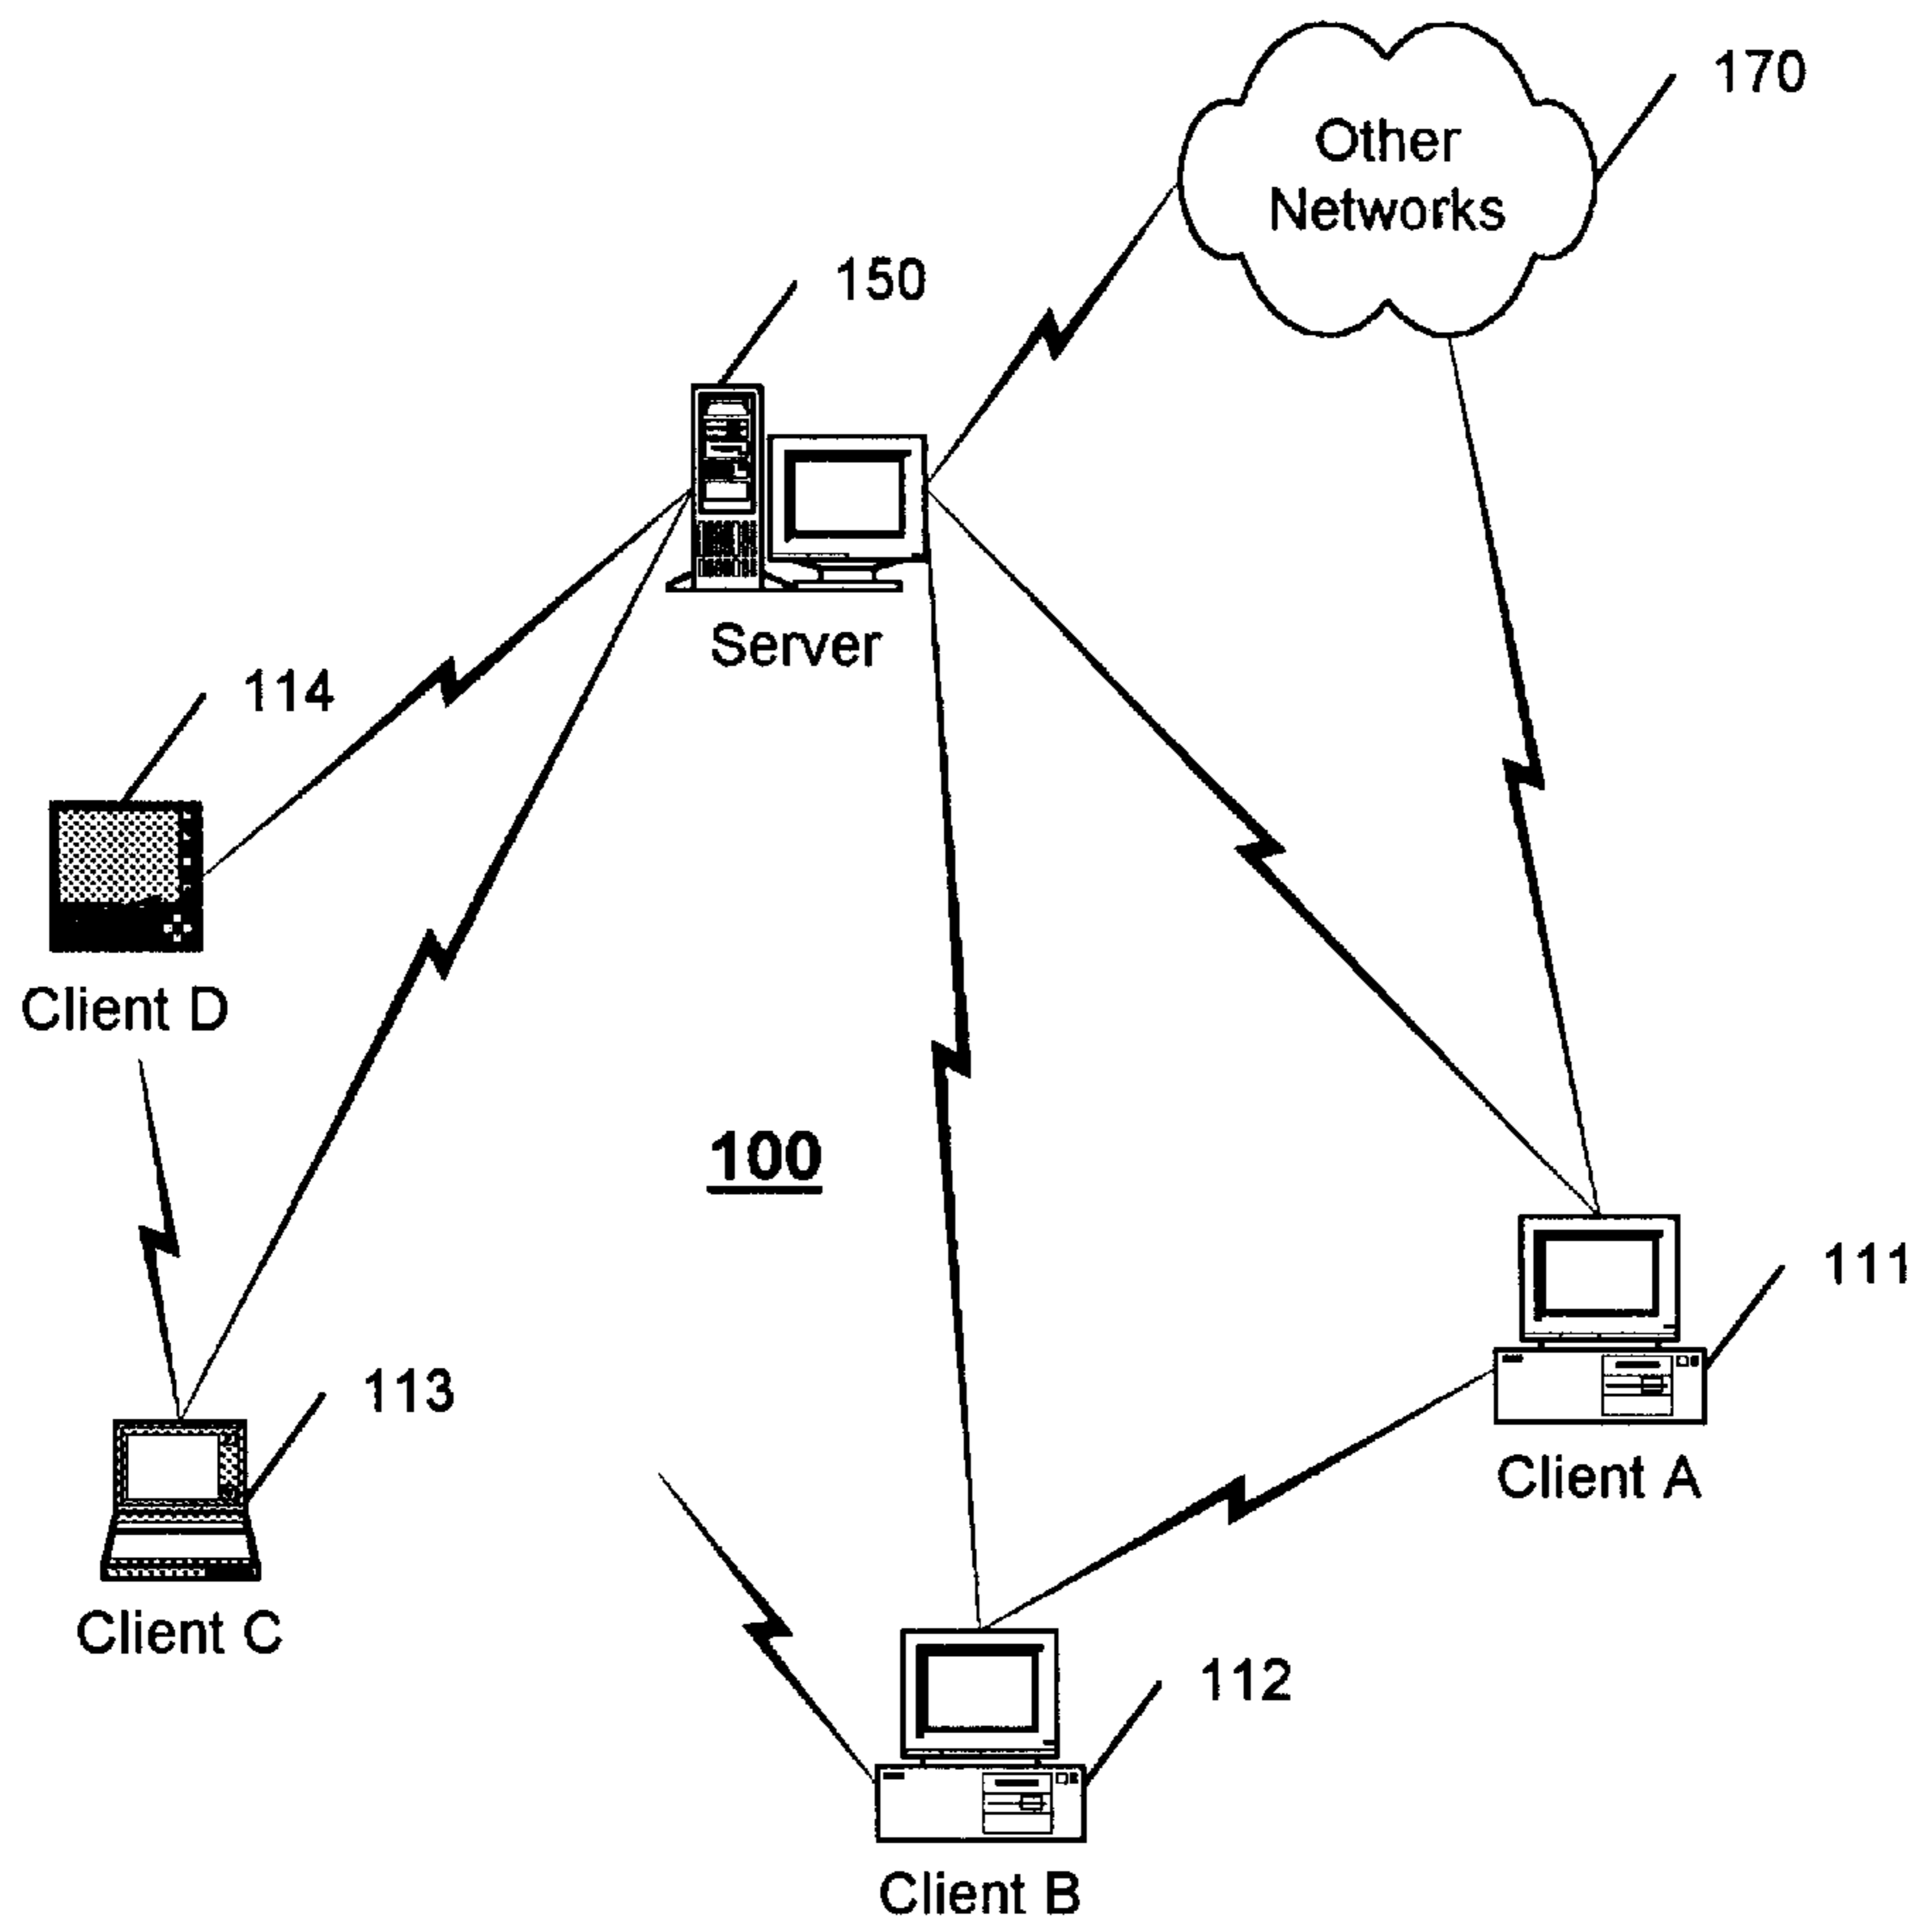 170
Other
Networks
150
Server
114
Client D
100
111
Client A
113
Client C
112
Client B